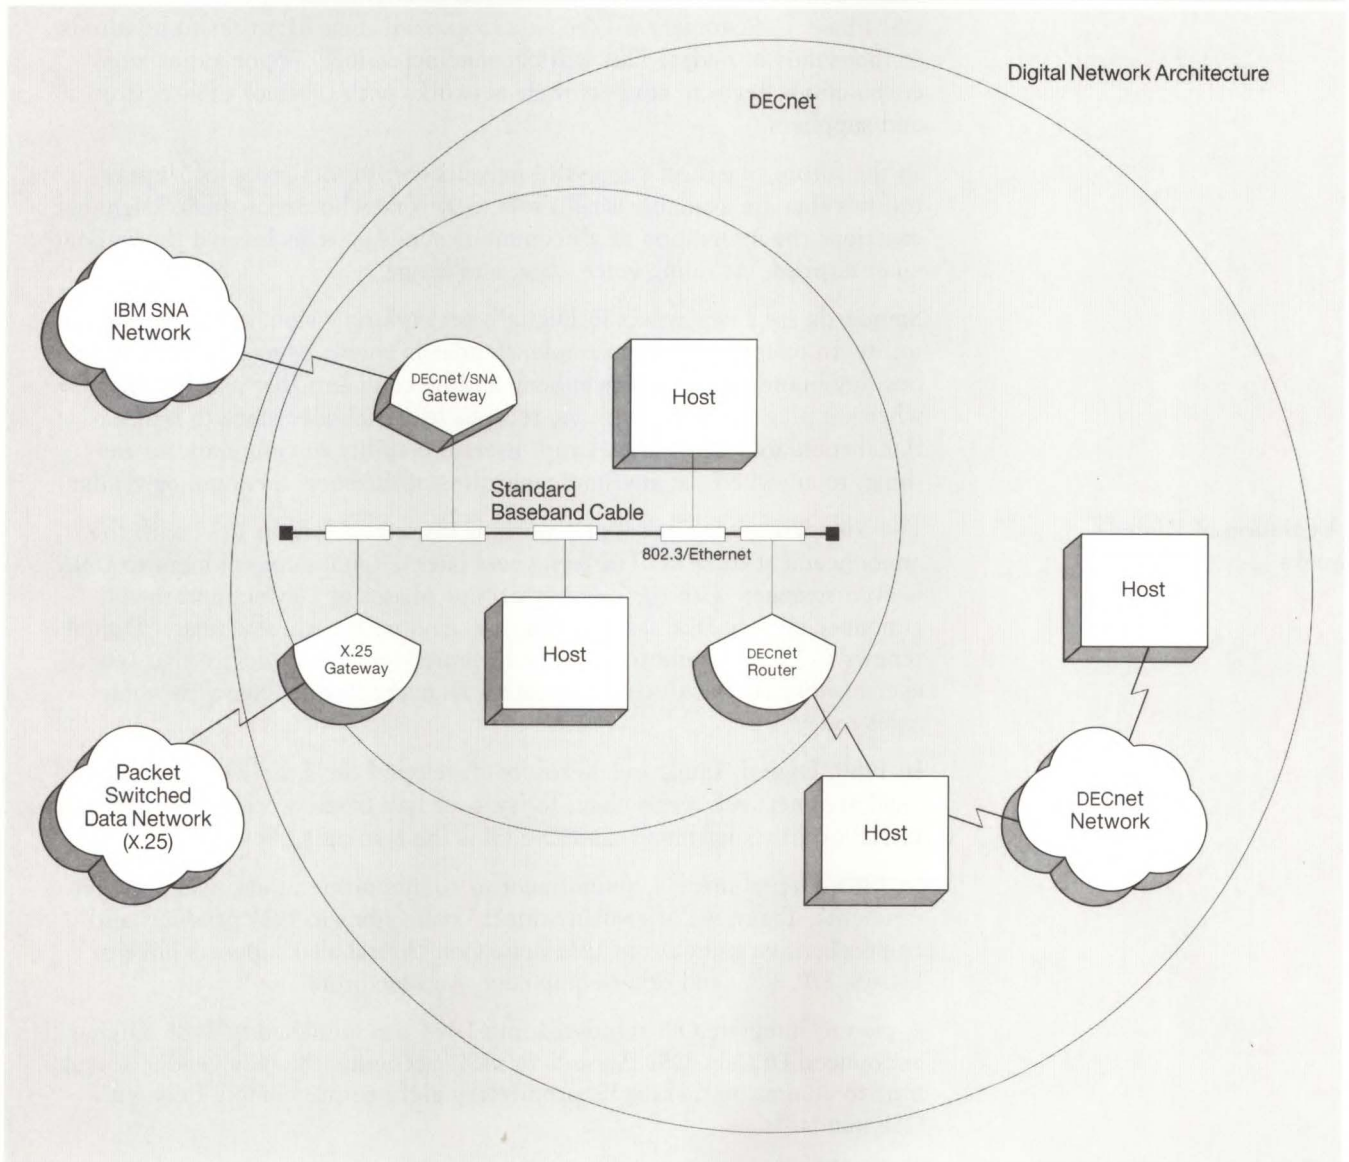 Digital Network Architecture
DECnet
IBM SNA
Network
DECnet/SNA
Gateway
Host
Standard
Baseband Cable
802.3/Ethernet
X.25
Gateway
Host
DECnet
Router
Host
Packet
Switched
Data Network
(X.25)
Host
DECnet
Network